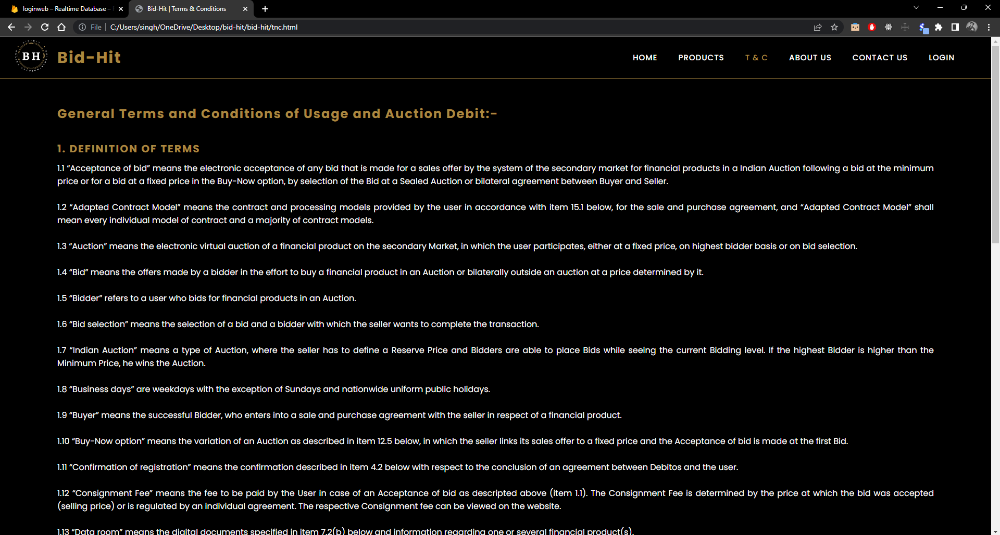 loginweb – Realtime Database –
Bid-Hit | Terms & Conditions
File
C:/Users/singh/OneDrive/Desktop/bid-hit/bid-hit/tnc.html
BH
Bid-Hit
HOME PRODUCTS T & C ABOUT US CONTACT US LOGIN
General Terms and Conditions of Usage and Auction Debit:-
1. DEFINITION OF TERMS
1.1 “Acceptance of bid” means the electronic acceptance of any bid that is made for a sales offer by the system of the secondary market for financial products in a Indian Auction following a bid at the minimum
price or for a bid at a fixed price in the Buy-Now option, by selection of the Bid at a Sealed Auction or bilateral agreement between Buyer and Seller.
1.2 “Adapted Contract Model” means the contract and processing models provided by the user in accordance with item 15.1 below, for the sale and purchase agreement, and “Adapted Contract Model” shall
mean every individual model of contract and a majority of contract models.
1.3 “Auction” means the electronic virtual auction of a financial product on the secondary Market, in which the user participates, either at a fixed price, on highest bidder basis or on bid selection.
1.4 “Bid” means the offers made by a bidder in the effort to buy a financial product in an Auction or bilaterally outside an auction at a price determined by it.
1.5 “Bidder” refers to a user who bids for financial products in an Auction.
1.6 “Bid selection” means the selection of a bid and a bidder with which the seller wants to complete the transaction.
1.7 “Indian Auction” means a type of Auction, where the seller has to define a Reserve Price and Bidders are able to place Bids while seeing the current Bidding level. If the highest Bidder is higher than the
Minimum Price, he wins the Auction.
1.8 “Business days” are weekdays with the exception of Sundays and nationwide uniform public holidays.
1.9 “Buyer” means the successful Bidder, who enters into a sale and purchase agreement with the seller in respect of a financial product.
1.10 “Buy-Now option” means the variation of an Auction as described in item 12.5 below, in which the seller links its sales offer to a fixed price and the Acceptance of bid is made at the first Bid.
1.11 “Confirmation of registration” means the confirmation described in item 4.2 below with respect to the conclusion of an agreement between Debitos and the user.
1.12 “Consignment Fee” means the fee to be paid by the User in case of an Acceptance of bid as descripted above (item 1.1). The Consignment Fee is determined by the price at which the bid was accepted
(selling price) or is regulated by an individual agreement. The respective Consignment fee can be viewed on the website.
1.13 “Data room” means the digital documents specified in item 7.2(b) below and information regarding one or several financial product(s).